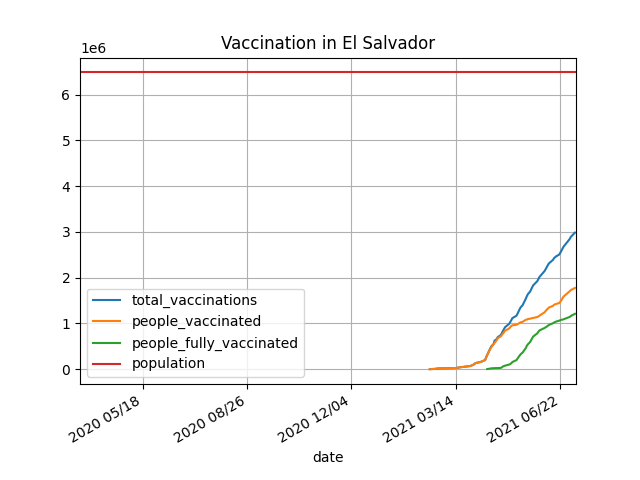 Vaccination in El Salvador
1e6
6
5
4
3
2
1
0
total_vaccinations
people_vaccinated
people_fully_vaccinated
population
2020 05/18
2020 08/26
2020 12/04
2021 03/14
2021 06/22
date